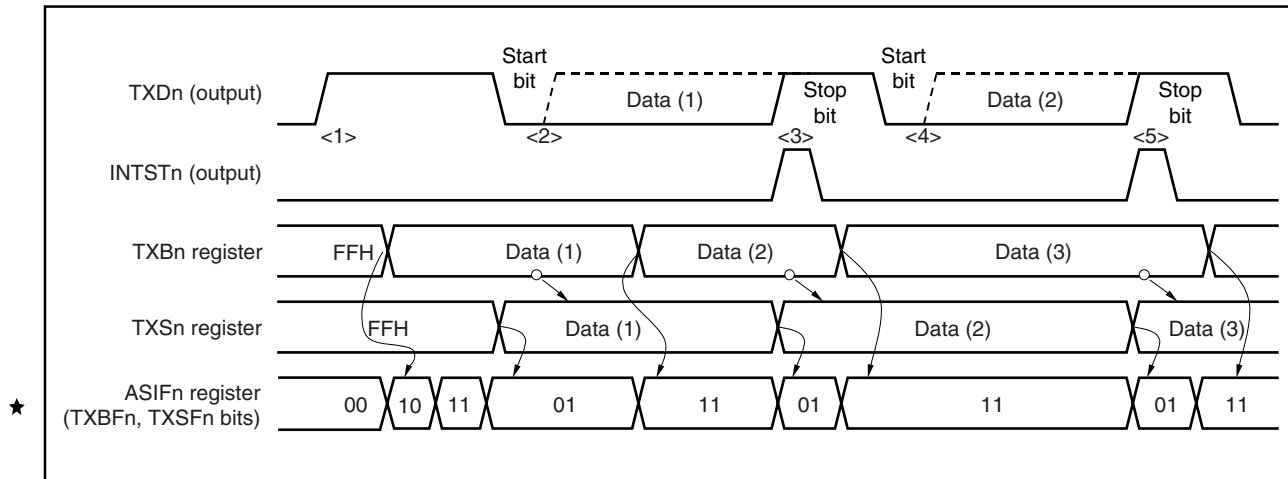 Start bit
Start bit
TXDn (output)
Data (1)
Stop bit
Data (2)
Stop bit
<1>
<2>
<3>
<4>
<5>
INTSTn (output)
TXBn register
FFH
Data (1)
Data (2)
Data (3)
TXSn register
FFH
Data (1)
Data (2)
Data (3)
★
ASIFn register
(TXBFn, TXSFn bits)
00
10
11
01
11
01
11
01
11